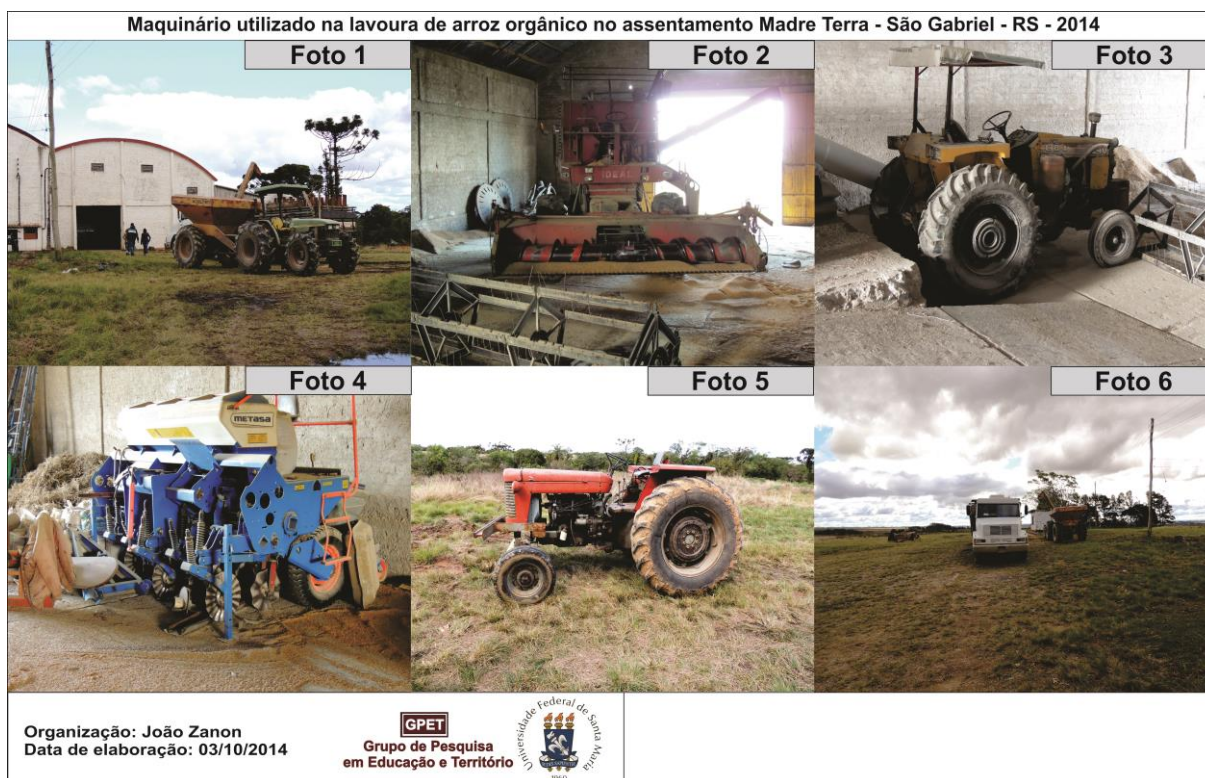 Maquinário utilizado na lavoura de arroz orgânico no assentamento Madre Terra - São Gabriel - RS - 2014
Foto 1
Foto 2
Foto 3
IDEAL
Foto 4
Foto 5
Foto 6
METASA
Organização: João Zanon
Data de elaboração: 03/10/2014
GPET
Grupo de Pesquisa
em Educação e Território
Universidade Federal de Santa Maria
1960